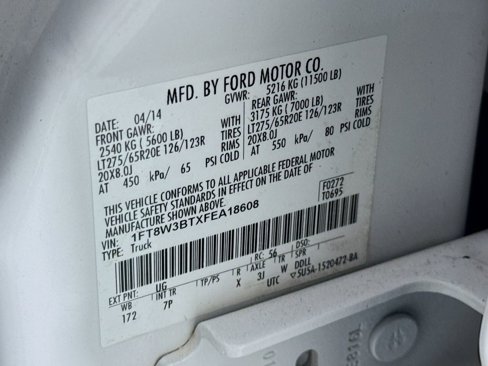 MFD. BY FORD MOTOR CO.
DATE: 04/14 GVWR: 5216 KG (11500 LB)
FRONT GAWR: REAR GAWR:
2540 KG (5600 LB) WITH 3175 KG (7000 LB) WITH
LT275/65R20E 126/123R TIRES LT275/65R20E 126/123R TIRES
20X8.0J RIMS 20X8.0J RIMS
AT 450 kPa/ 65 PSI COLD AT 550 kPa/ 80 PSI COLD
THIS VEHICLE CONFORMS TO ALL APPLICABLE FEDERAL MOTOR
VEHICLE SAFETY STANDARDS IN EFFECT ON THE DATE OF
MANUFACTURE SHOWN ABOVE.
VIN: 1FT8W3BTXFEA18608
TYPE: Truck
F0272
T0695
EXT PNT: UG RC: 56 DSO:
WB INT TR TP/PS R AXLE TR W DDLL
172 7P X 3J UTC 5U5A-1520472-BA